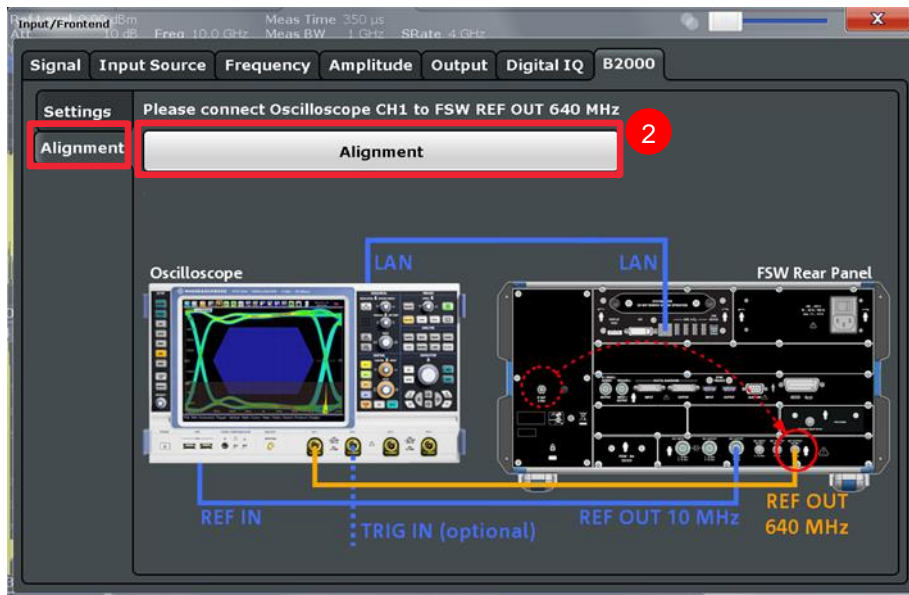 Input/Frontend
Meas Time 350 µs
Freq 10.0 GHz Meas BW 1 GHz SRate 4 GHz
Signal Input Source Frequency Amplitude Output Digital IQ B2000
Settings
Please connect Oscilloscope CH1 to FSW REF OUT 640 MHz
Alignment
Alignment
2
LAN LAN
Oscilloscope
FSW Rear Panel
REF IN
TRIG IN (optional)
REF OUT 10 MHz
REF OUT
640 MHz